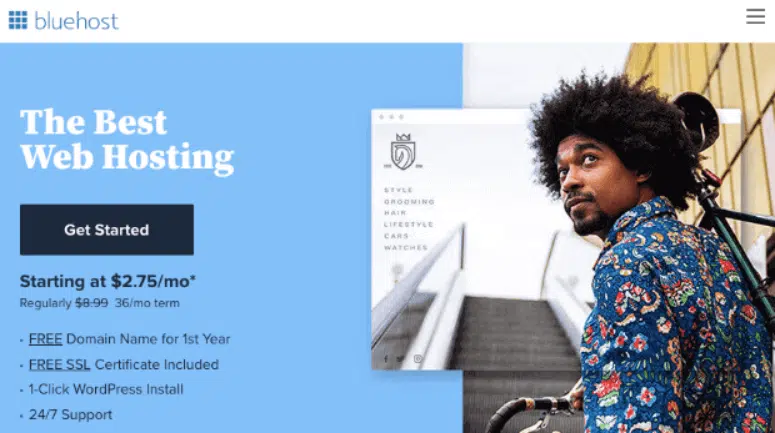 bluehost
The Best
Web Hosting
Get Started
Starting at $2.75/mo*
Regularly $8.99 36/mo term
• FREE Domain Name for 1st Year
• FREE SSL Certificate Included
• 1-Click WordPress Install
• 24/7 Support
STYLE
GROOMING
HAIR
LIFESTYLE
CARS
WATCHES